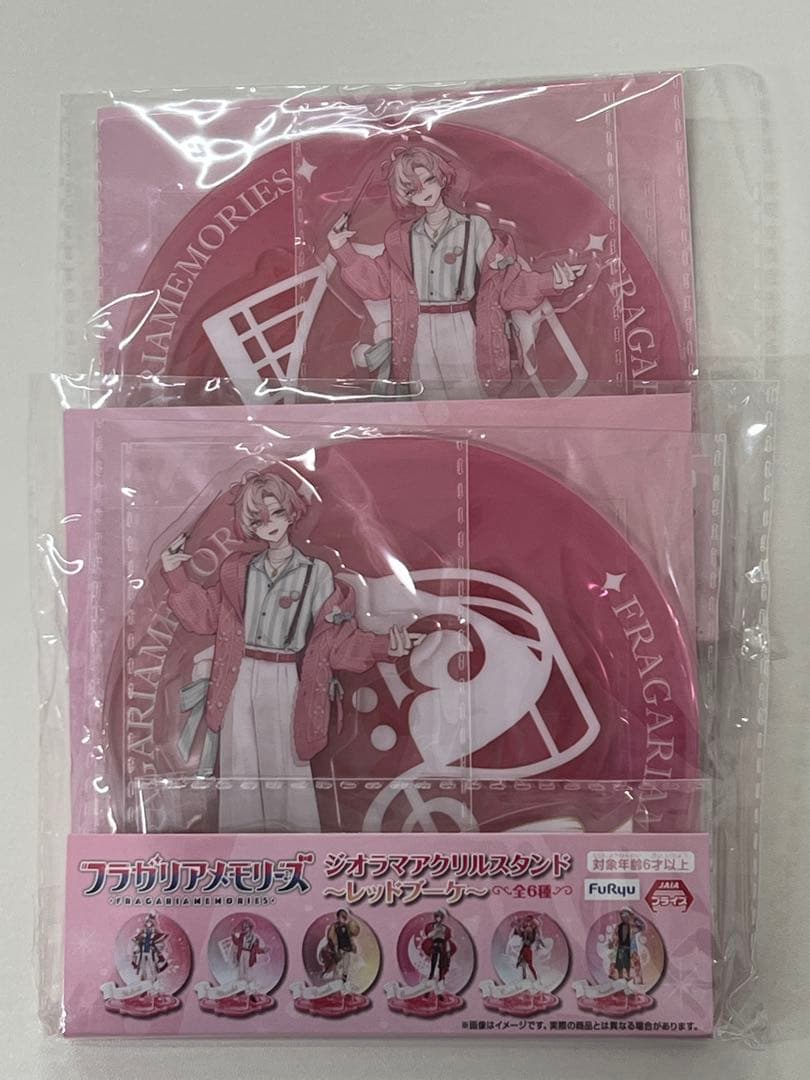 FRAGARIAMEMORIES
FRAGARIA
FRAGARIAMEMORIES
FRAGARIA
フラガリアメモリーズ
FRAGARIAMEMORIES
ジオラマアクリルスタンド
～レッドブーケ～
全6種
対象年齢6才以上
FuRyu
JAIA
プライズ
※画像はイメージです。実際の商品とは異なる場合があります。